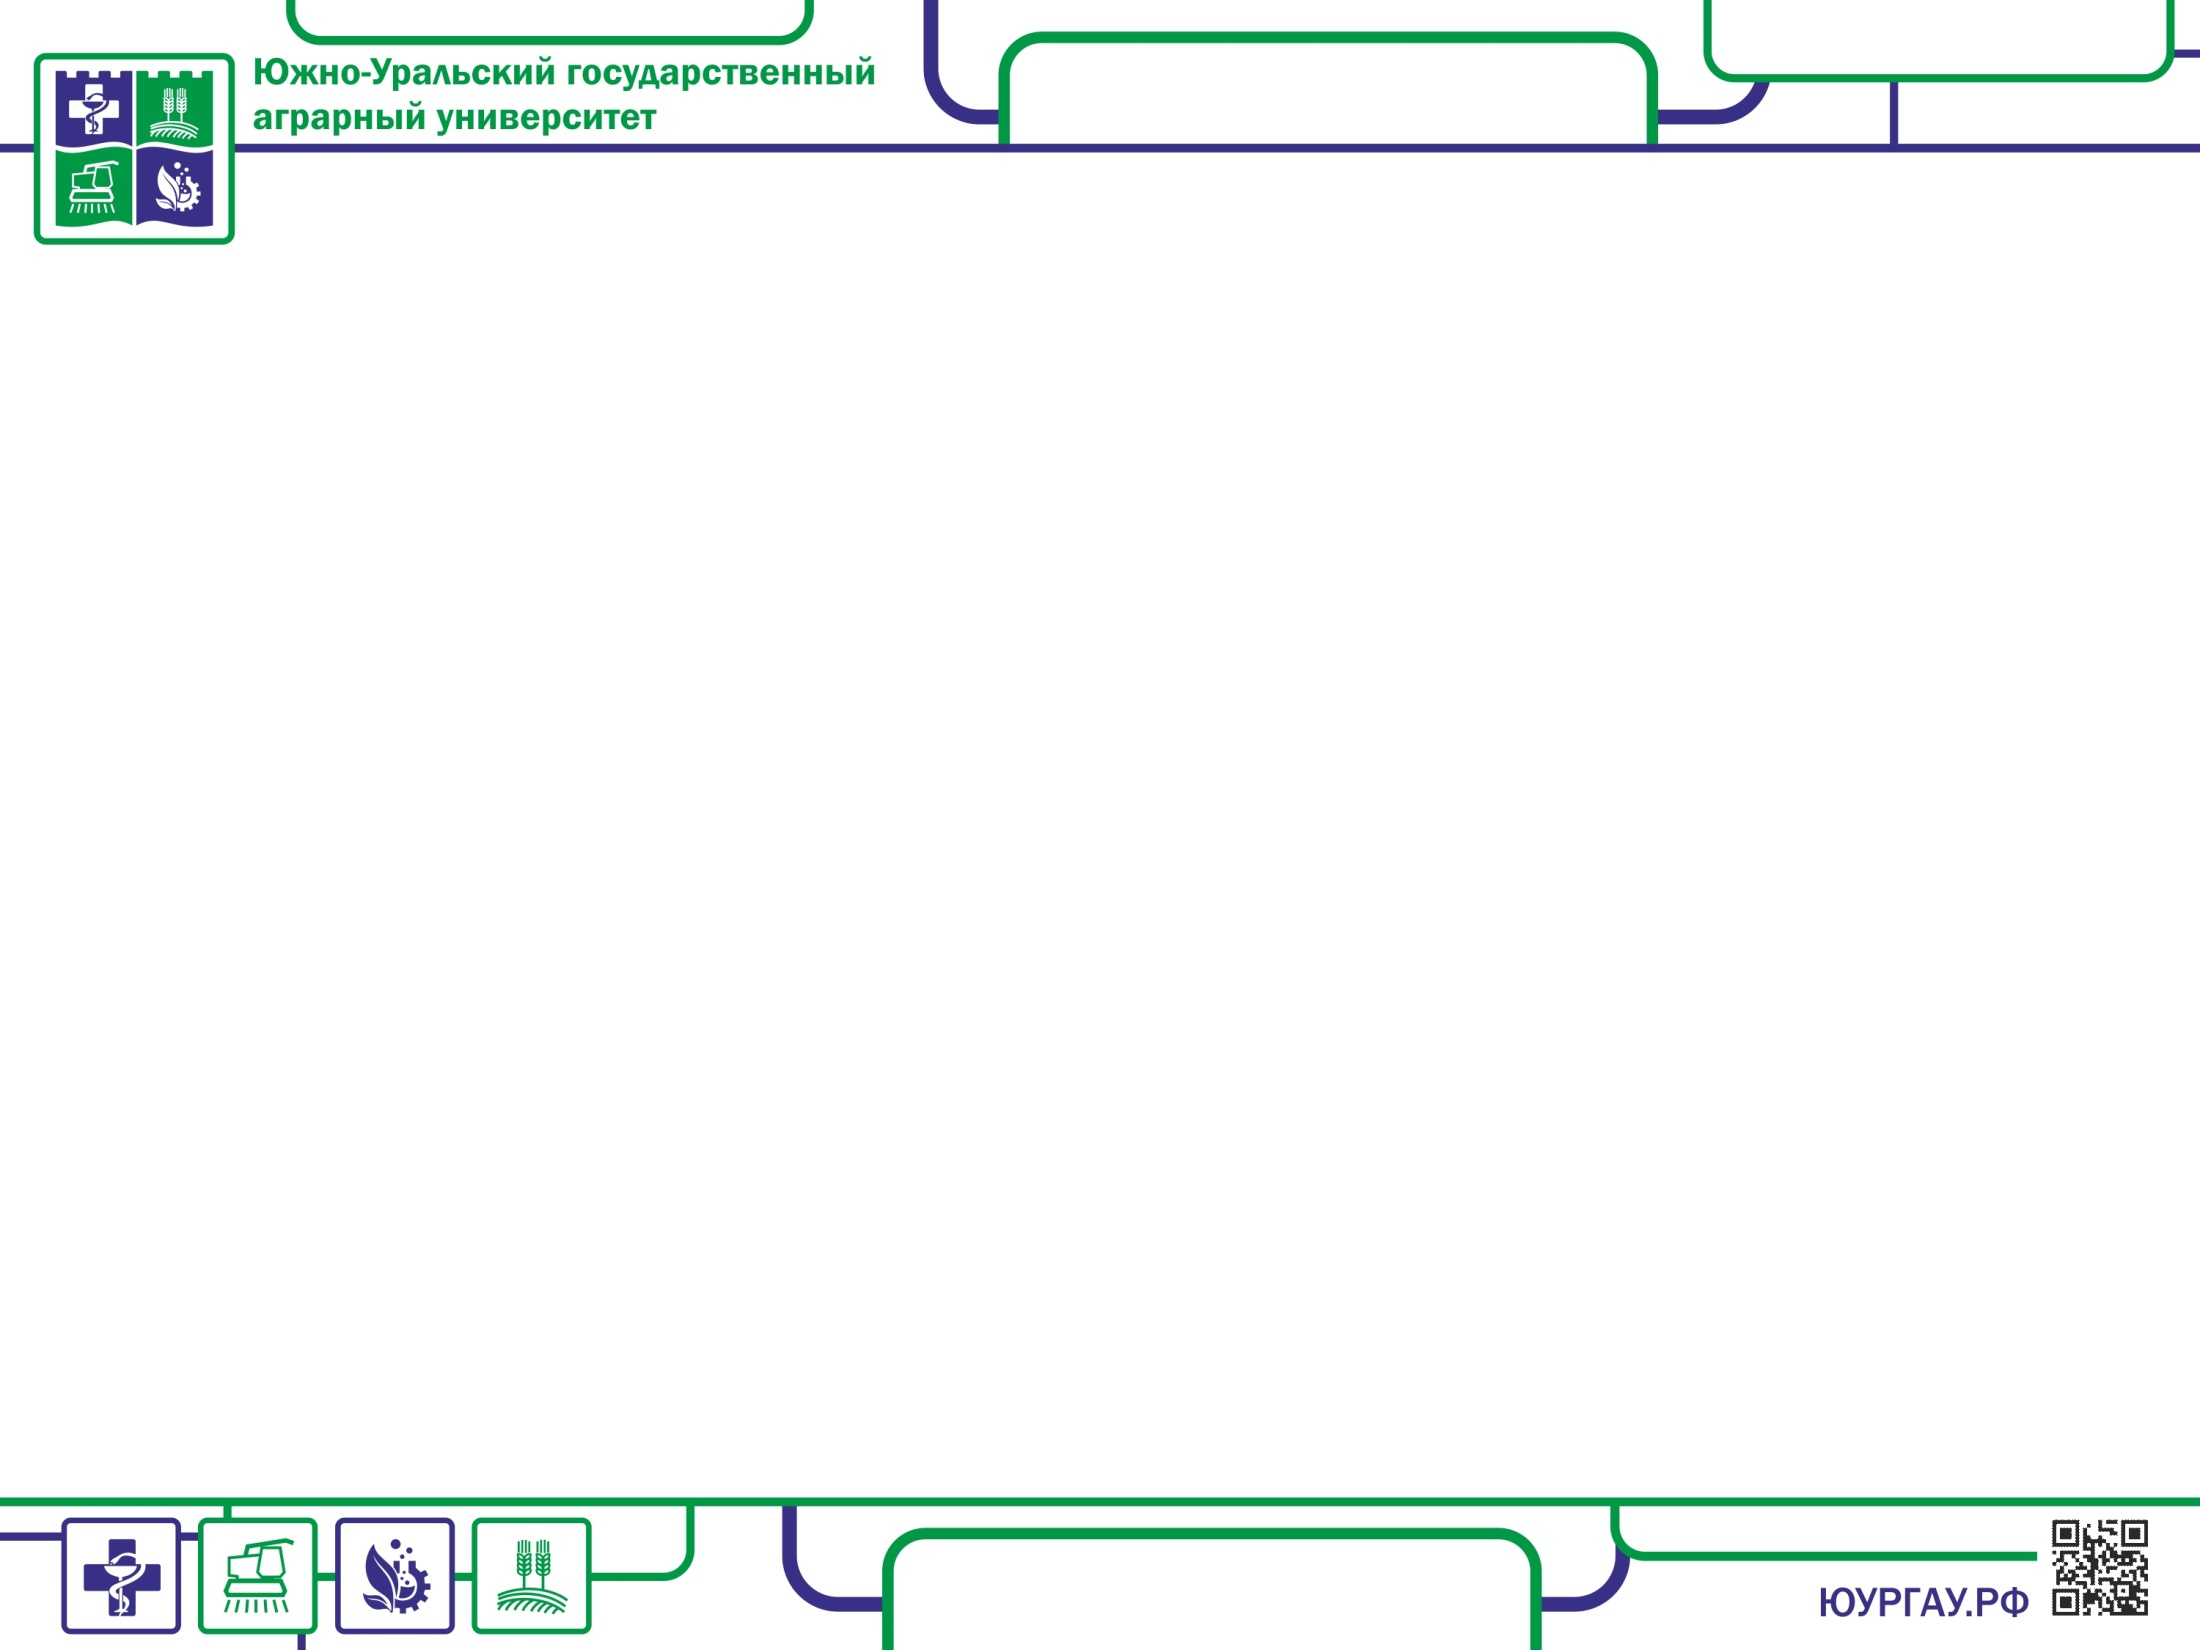 Южно-Уральский государственный
аграрный университет
ЮУРГАУ.РФ